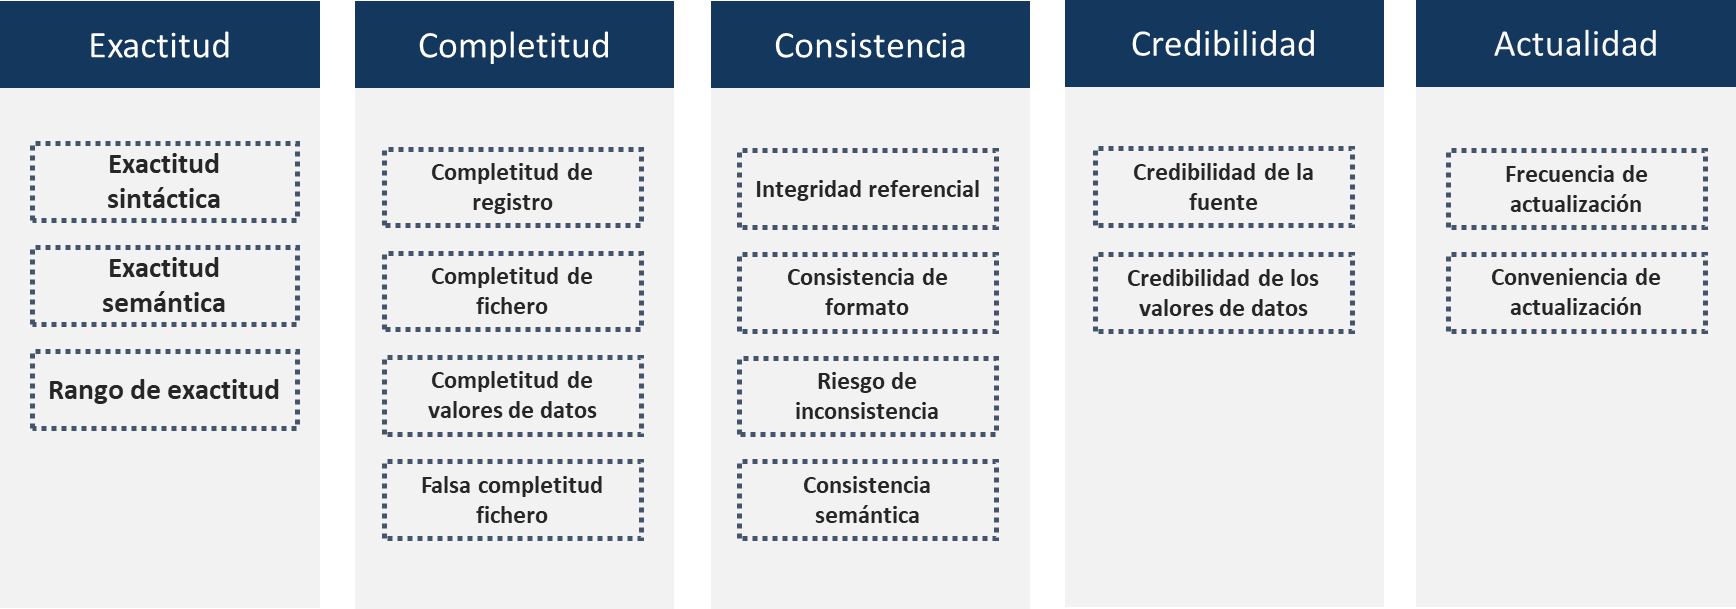 Exactitud
Exactitud
sintáctica
Exactitud
semántica
Rango de exactitud
Completitud
Completitud de
registro
Completitud de
fichero
Completitud de
valores de datos
Falsa completitud
fichero
Consistencia
Integridad referencial
Consistencia de
formato
Riesgo de
inconsistencia
Consistencia
semántica
Credibilidad
Credibilidad de la
fuente
Credibilidad de los
valores de datos
Actualidad
Frecuencia de
actualización
Conveniencia de
actualización